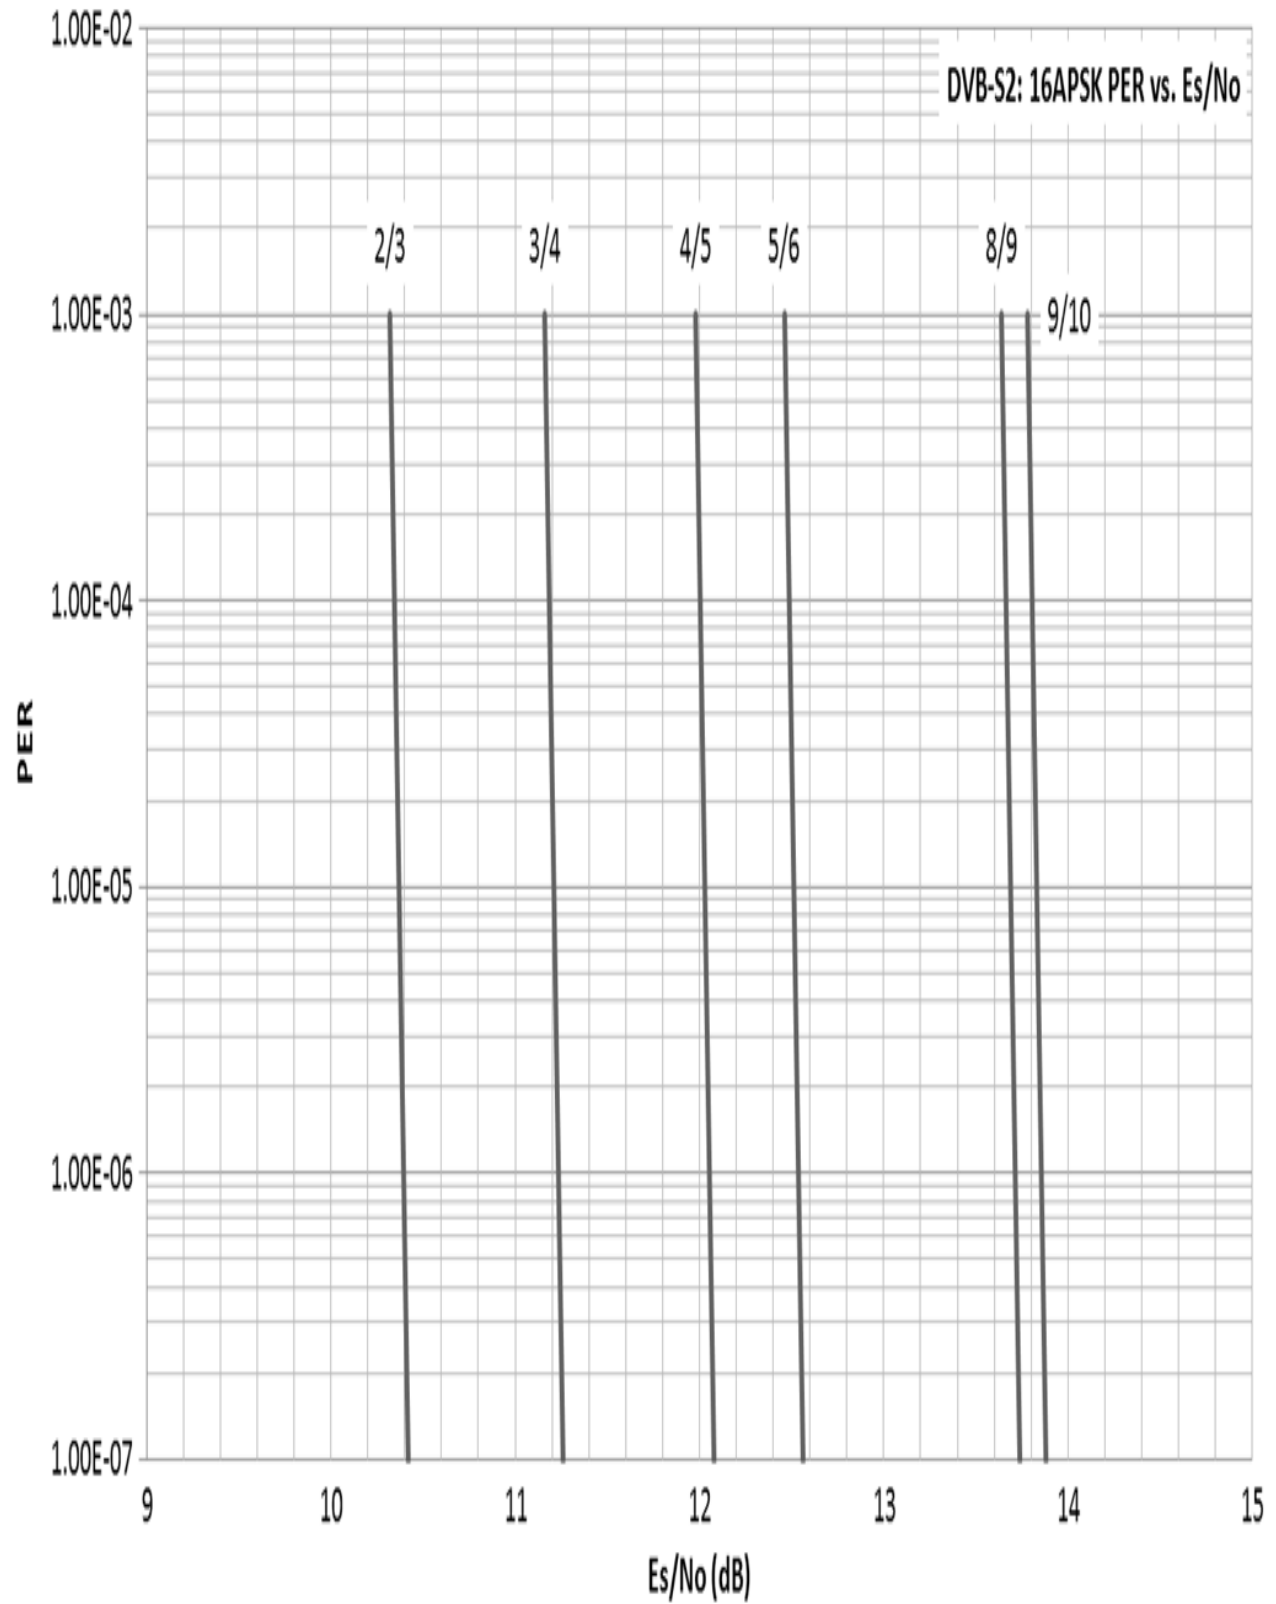 1.00E-02
DVB-S2: 16APSK PER vs. Es/No
2/3 3/4 4/5 5/6 8/9
1.00E-03
9/10
1.00E-04
PER
1.00E-05
1.00E-06
1.00E-07
9 10 11 12 13 14 15
Es/No (dB)